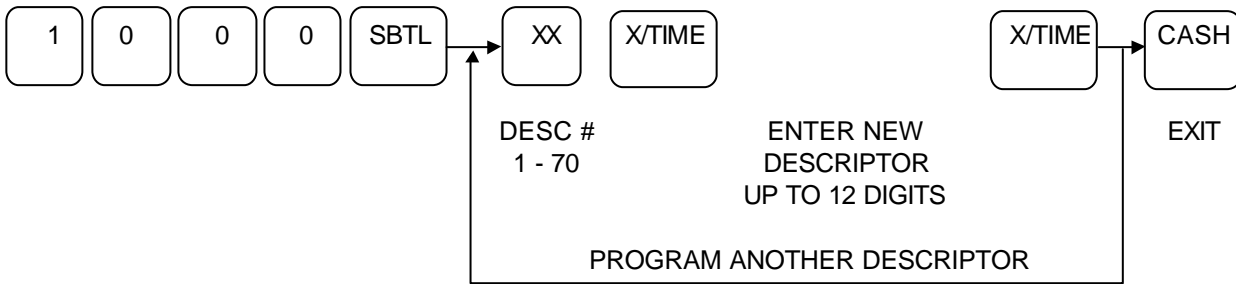 1 0 0 0 SBTL XX X/TIME X/TIME CASH
DESC # ENTER NEW EXIT
1 - 70 DESCRIPTOR
UP TO 12 DIGITS
PROGRAM ANOTHER DESCRIPTOR